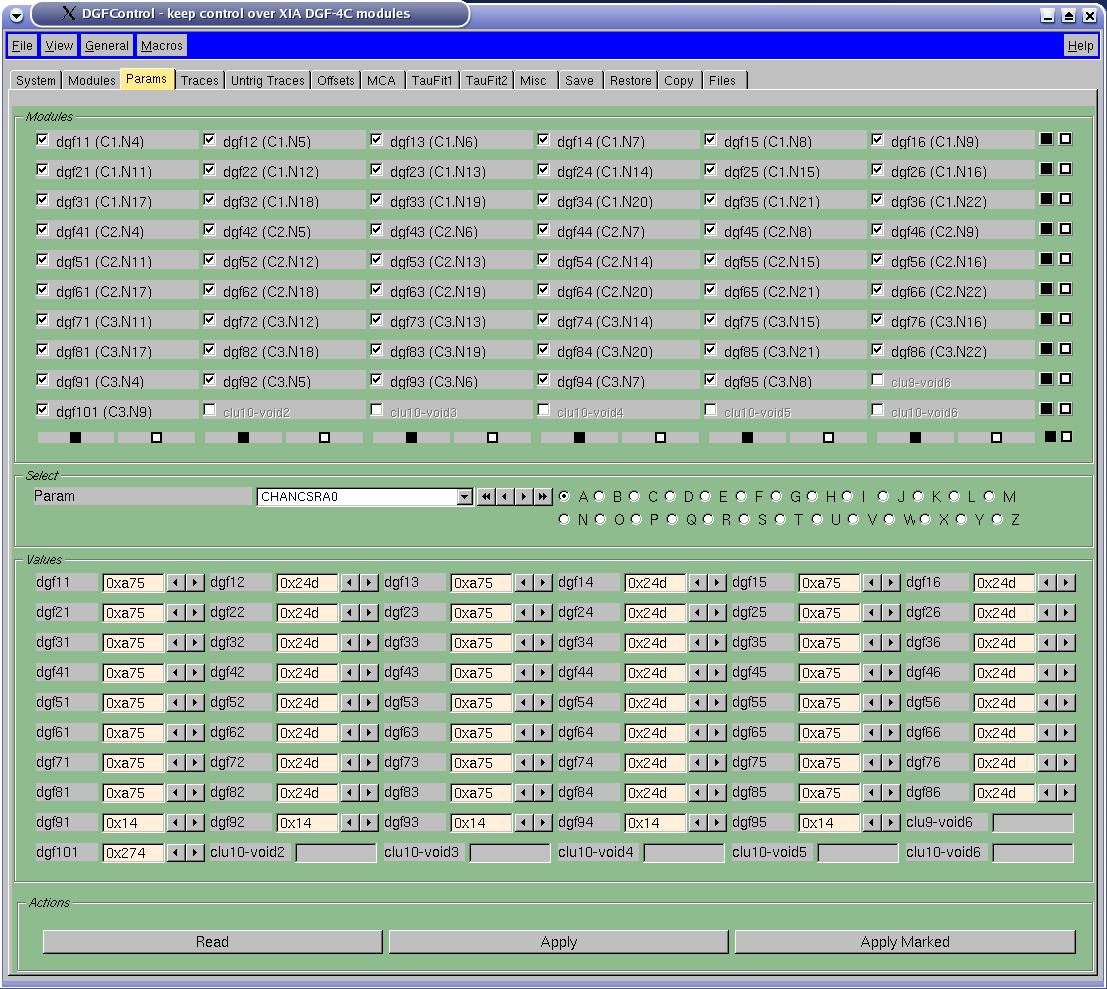 DGFControl - keep control over XIA DGF-4C modules
File View General Macros Help
System Modules Params Traces Untrig Traces Offsets MCA TauFit1 TauFit2 Misc Save Restore Copy Files
Modules
dgf11 (C1.N4) dgf12 (C1.N5) dgf13 (C1.N6) dgf14 (C1.N7) dgf15 (C1.N8) dgf16 (C1.N9)
dgf21 (C1.N11) dgf22 (C1.N12) dgf23 (C1.N13) dgf24 (C1.N14) dgf25 (C1.N15) dgf26 (C1.N16)
dgf31 (C1.N17) dgf32 (C1.N18) dgf33 (C1.N19) dgf34 (C1.N20) dgf35 (C1.N21) dgf36 (C1.N22)
dgf41 (C2.N4) dgf42 (C2.N5) dgf43 (C2.N6) dgf44 (C2.N7) dgf45 (C2.N8) dgf46 (C2.N9)
dgf51 (C2.N11) dgf52 (C2.N12) dgf53 (C2.N13) dgf54 (C2.N14) dgf55 (C2.N15) dgf56 (C2.N16)
dgf61 (C2.N17) dgf62 (C2.N18) dgf63 (C2.N19) dgf64 (C2.N20) dgf65 (C2.N21) dgf66 (C2.N22)
dgf71 (C3.N11) dgf72 (C3.N12) dgf73 (C3.N13) dgf74 (C3.N14) dgf75 (C3.N15) dgf76 (C3.N16)
dgf81 (C3.N17) dgf82 (C3.N18) dgf83 (C3.N19) dgf84 (C3.N20) dgf85 (C3.N21) dgf86 (C3.N22)
dgf91 (C3.N4) dgf92 (C3.N5) dgf93 (C3.N6) dgf94 (C3.N7) dgf95 (C3.N8) clu9-void6
dgf101 (C3.N9) clu10-void2 clu10-void3 clu10-void4 clu10-void5 clu10-void6
Select
Param CHANCSRA0 A B C D E F G H I J K L M
N O P Q R S T U V W X Y Z
Values
dgf11 0xa75 dgf12 0x24d dgf13 0xa75 dgf14 0x24d dgf15 0xa75 dgf16 0x24d
dgf21 0xa75 dgf22 0x24d dgf23 0xa75 dgf24 0x24d dgf25 0xa75 dgf26 0x24d
dgf31 0xa75 dgf32 0x24d dgf33 0xa75 dgf34 0x24d dgf35 0xa75 dgf36 0x24d
dgf41 0xa75 dgf42 0x24d dgf43 0xa75 dgf44 0x24d dgf45 0xa75 dgf46 0x24d
dgf51 0xa75 dgf52 0x24d dgf53 0xa75 dgf54 0x24d dgf55 0xa75 dgf56 0x24d
dgf61 0xa75 dgf62 0x24d dgf63 0xa75 dgf64 0x24d dgf65 0xa75 dgf66 0x24d
dgf71 0xa75 dgf72 0x24d dgf73 0xa75 dgf74 0x24d dgf75 0xa75 dgf76 0x24d
dgf81 0xa75 dgf82 0x24d dgf83 0xa75 dgf84 0x24d dgf85 0xa75 dgf86 0x24d
dgf91 0x14 dgf92 0x14 dgf93 0x14 dgf94 0x14 dgf95 0x14 clu9-void6
dgf101 0x274 clu10-void2 clu10-void3 clu10-void4 clu10-void5 clu10-void6
Actions
Read Apply Apply Marked